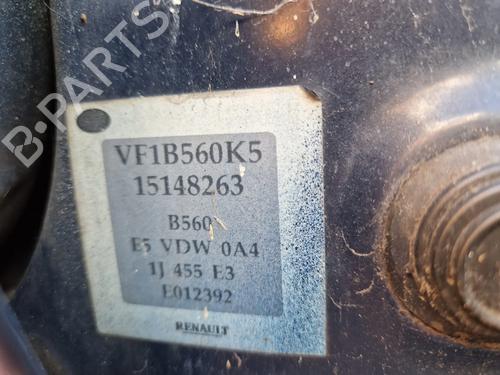 VF1B560K5
15148263
B560
E5 VDW 0A4
1J 455 E3
E012392
RENAULT
B-PARTS